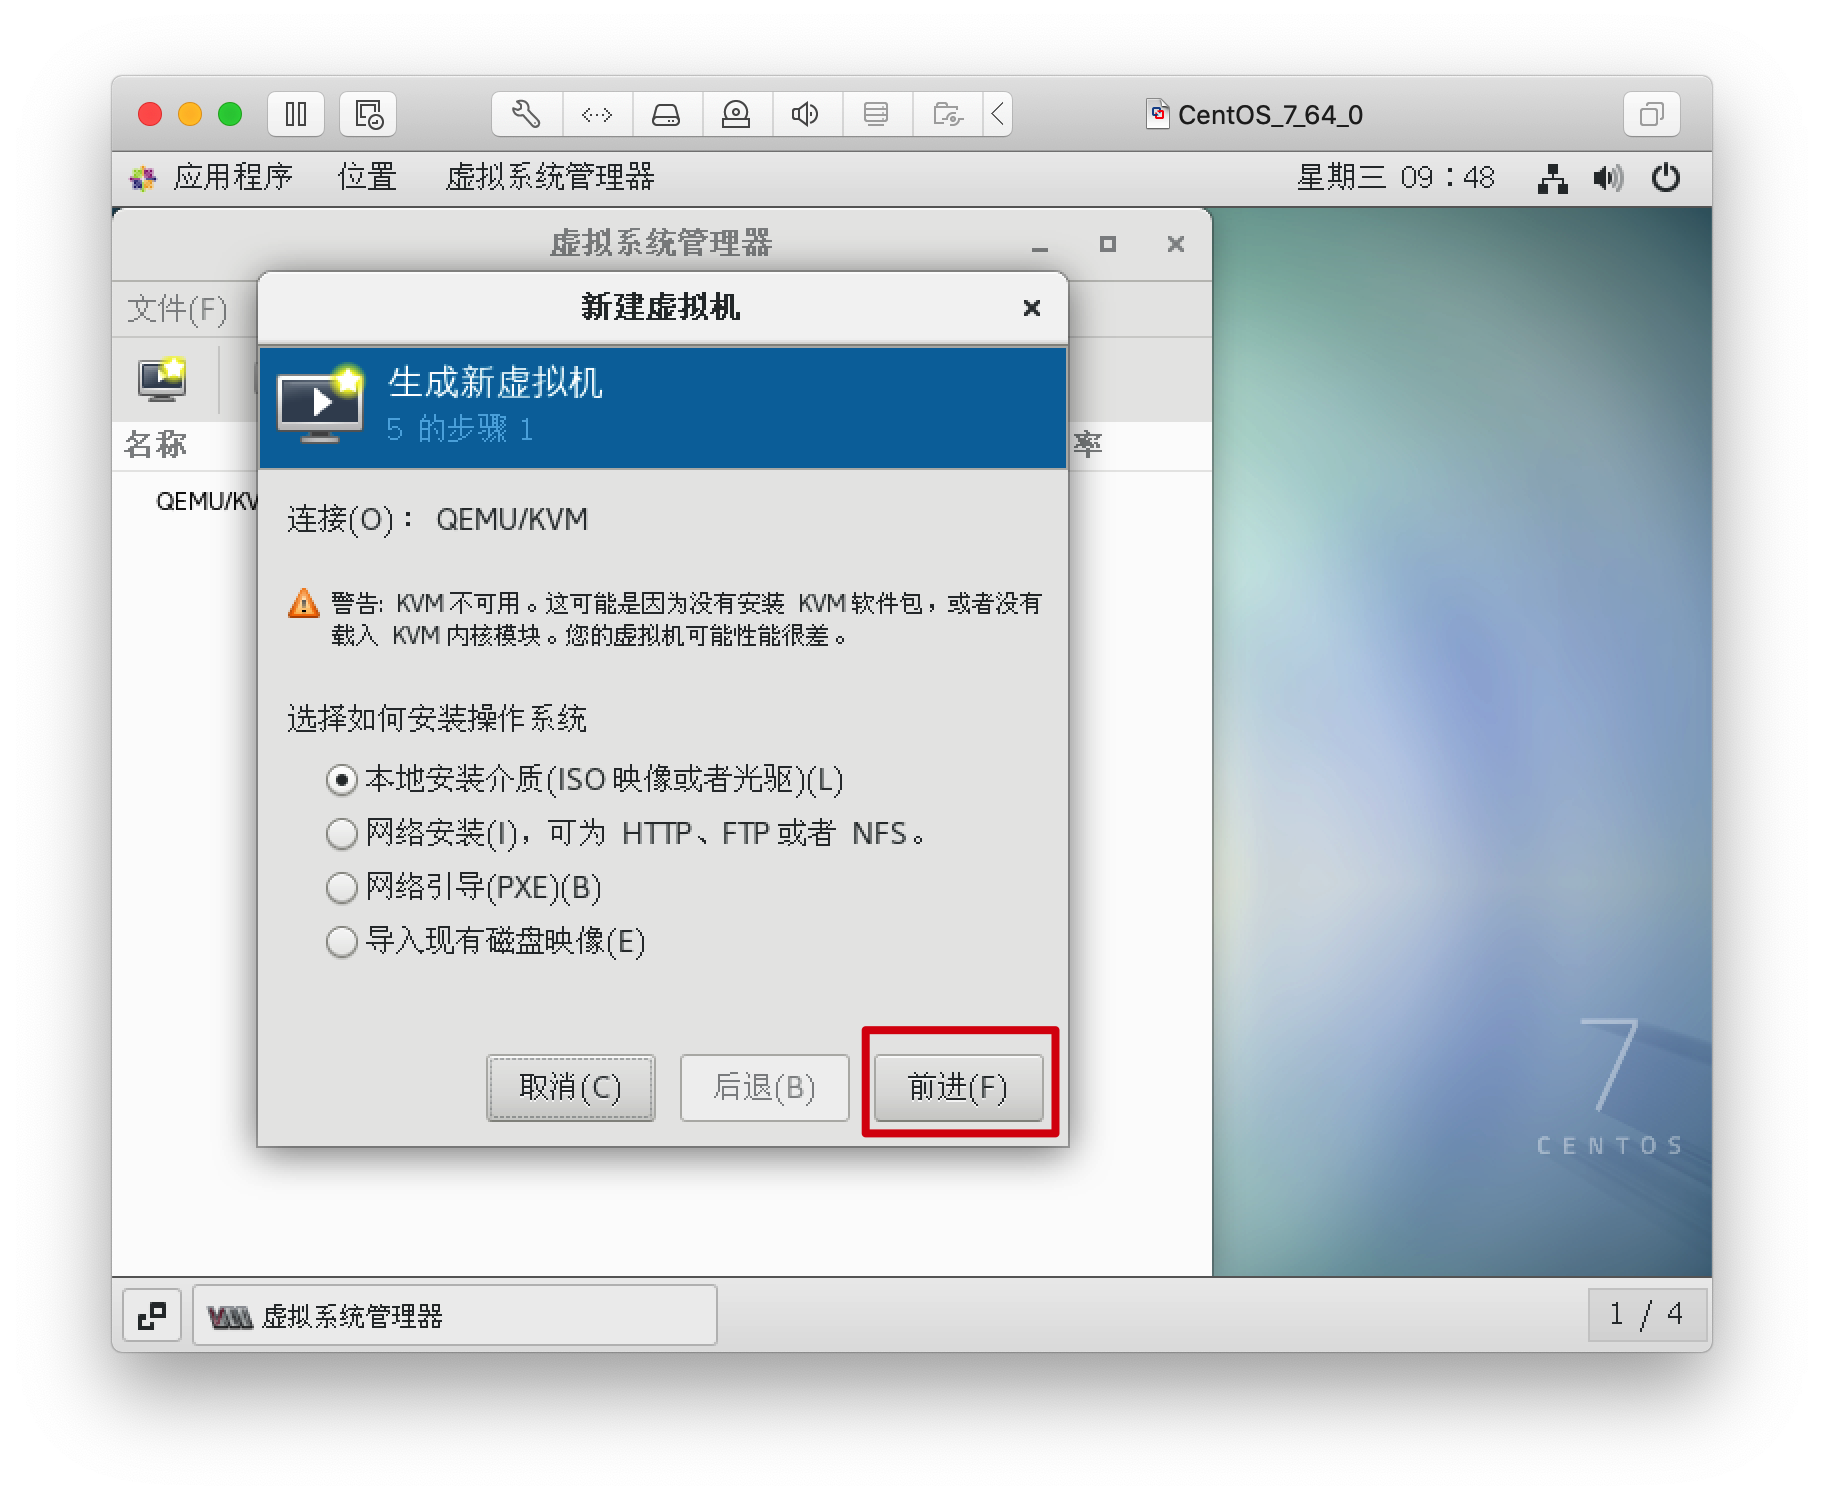 CentOS_7_64_0
应用程序 位置 虚拟系统管理器 星期三 09：48
虚拟系统管理器
文件(F)
新建虚拟机
生成新虚拟机
5 的步骤 1
名称
率
QEMU/KV
连接(O)： QEMU/KVM
警告: KVM 不可用。这可能是因为没有安装 KVM 软件包，或者没有
载入 KVM 内核模块。您的虚拟机可能性能很差。
选择如何安装操作系统
本地安装介质(ISO 映像或者光驱)(L)
网络安装(I)，可为 HTTP、FTP 或者 NFS。
网络引导(PXE)(B)
导入现有磁盘映像(E)
取消(C) 后退(B) 前进(F)
7
CENTOS
虚拟系统管理器
1 / 4